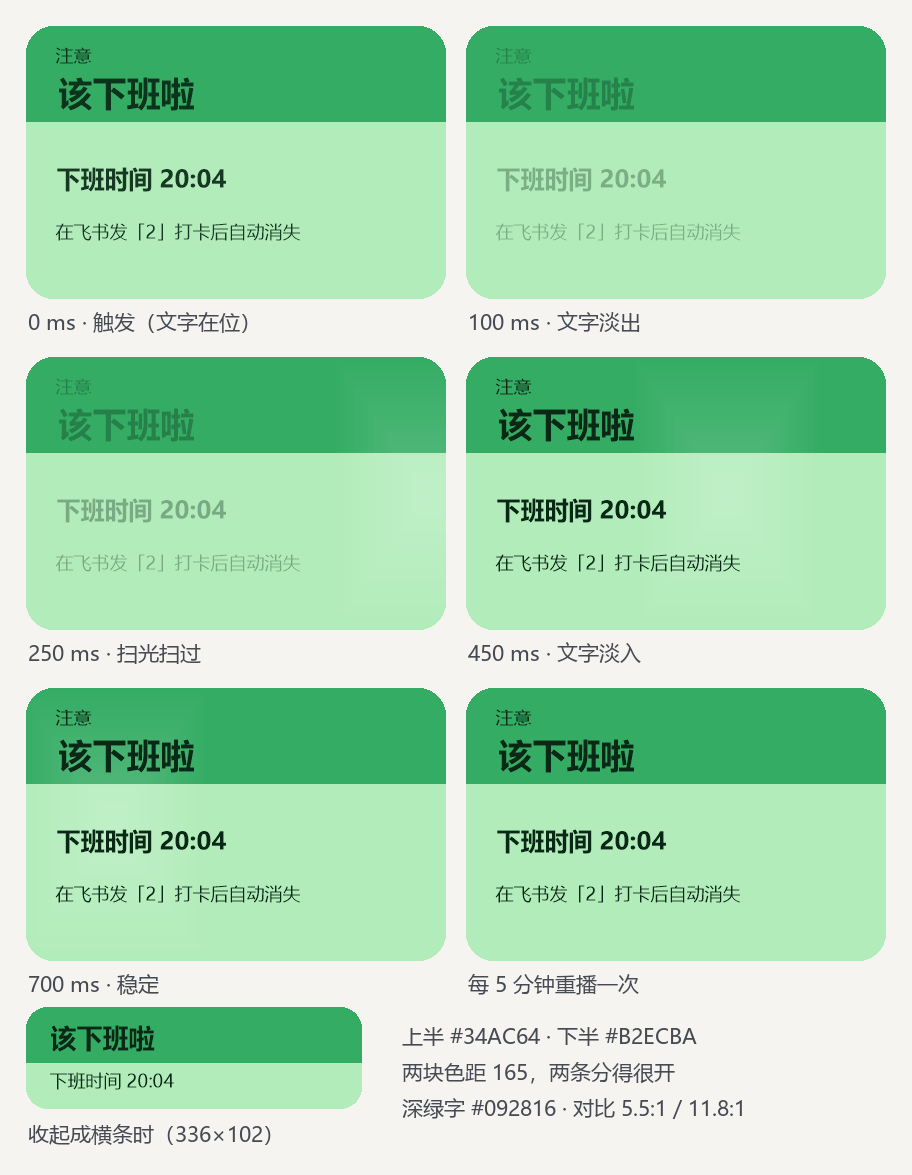 注意
该下班啦
下班时间 20:04
在飞书发「2」打卡后自动消失
0 ms · 触发（文字在位）
注意
该下班啦
下班时间 20:04
在飞书发「2」打卡后自动消失
100 ms · 文字淡出
注意
该下班啦
下班时间 20:04
在飞书发「2」打卡后自动消失
250 ms · 扫光扫过
注意
该下班啦
下班时间 20:04
在飞书发「2」打卡后自动消失
450 ms · 文字淡入
注意
该下班啦
下班时间 20:04
在飞书发「2」打卡后自动消失
700 ms · 稳定
注意
该下班啦
下班时间 20:04
在飞书发「2」打卡后自动消失
每 5 分钟重播一次
该下班啦
下班时间 20:04
收起成横条时（336×102）
上半 #34AC64 · 下半 #B2ECBA
两块色距 165，两条分得很开
深绿字 #092816 · 对比 5.5:1 / 11.8:1